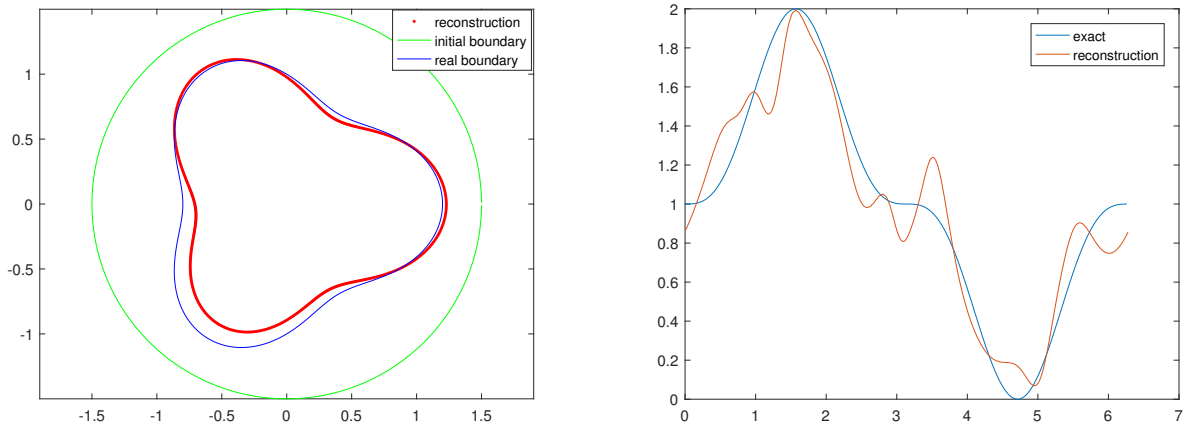 reconstruction
initial boundary
real boundary
1
0.5
0
-0.5
-1
-1.5 -1 -0.5 0 0.5 1 1.5
exact
reconstruction
2
1.8
1.6
1.4
1.2
1
0.8
0.6
0.4
0.2
0
0 1 2 3 4 5 6 7